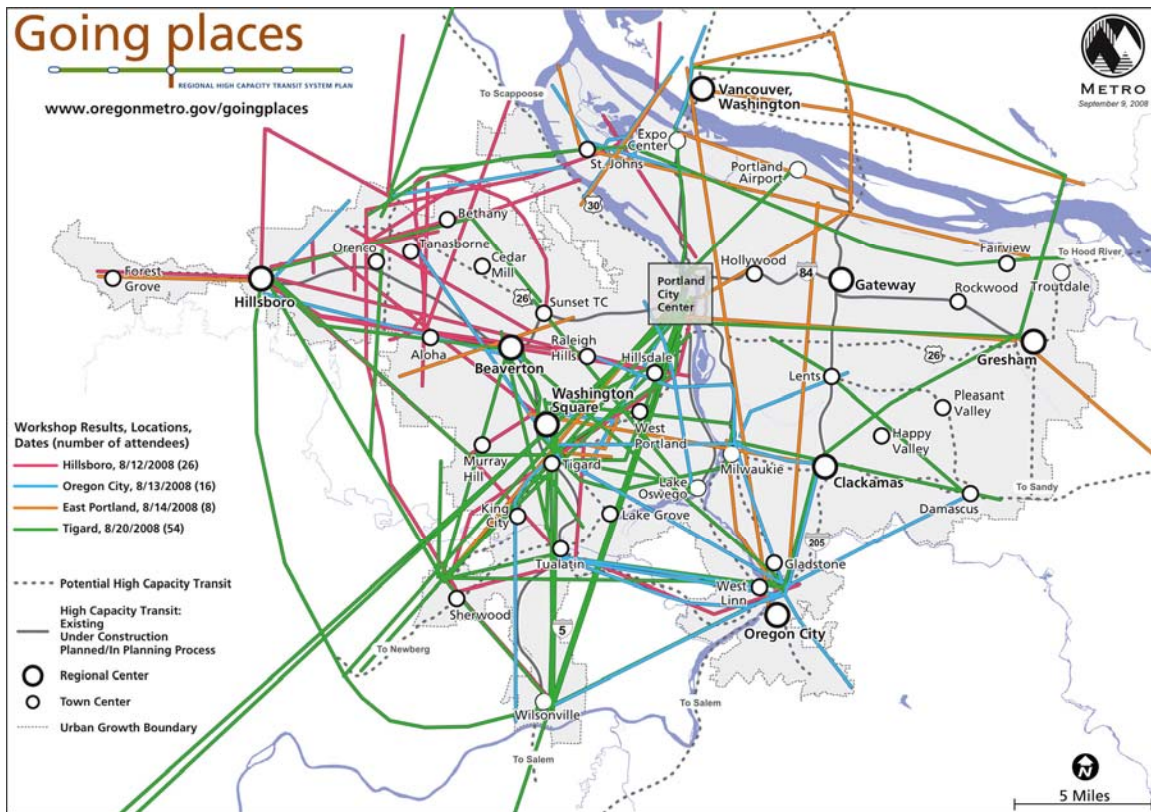 Going places
REGIONAL HIGH CAPACITY TRANSIT SYSTEM PLAN
www.oregonmetro.gov/goingplaces
METRO
September 9, 2008
To Scappoose
Vancouver,
Washington
Expo
Center
St. Johns
Portland
Airport
30
Bethany
Orenco
Tanasborne
Cedar
Mill
Forest
Grove
Hillsboro
26
Sunset TC
Portland
City
Center
Hollywood
84
Gateway
Fairview
To Hood River
Troutdale
Rockwood
Aloha
Beaverton
Raleigh
Hills
Hillsdale
26
Gresham
Lents
Pleasant
Valley
Washington
Square
West
Portland
Happy
Valley
Murray
Hill
Tigard
Milwaukie
Clackamas
Lake
Oswego
To Sandy
Damascus
King
City
Lake Grove
205
Tualatin
Gladstone
West
Linn
Sherwood
Oregon City
5
To Newberg
Wilsonville
To Salem
To Salem
Workshop Results, Locations,
Dates (number of attendees)
Hillsboro, 8/12/2008 (26)
Oregon City, 8/13/2008 (16)
East Portland, 8/14/2008 (8)
Tigard, 8/20/2008 (54)
Potential High Capacity Transit
High Capacity Transit:
Existing
Under Construction
Planned/In Planning Process
Regional Center
Town Center
Urban Growth Boundary
N
5 Miles